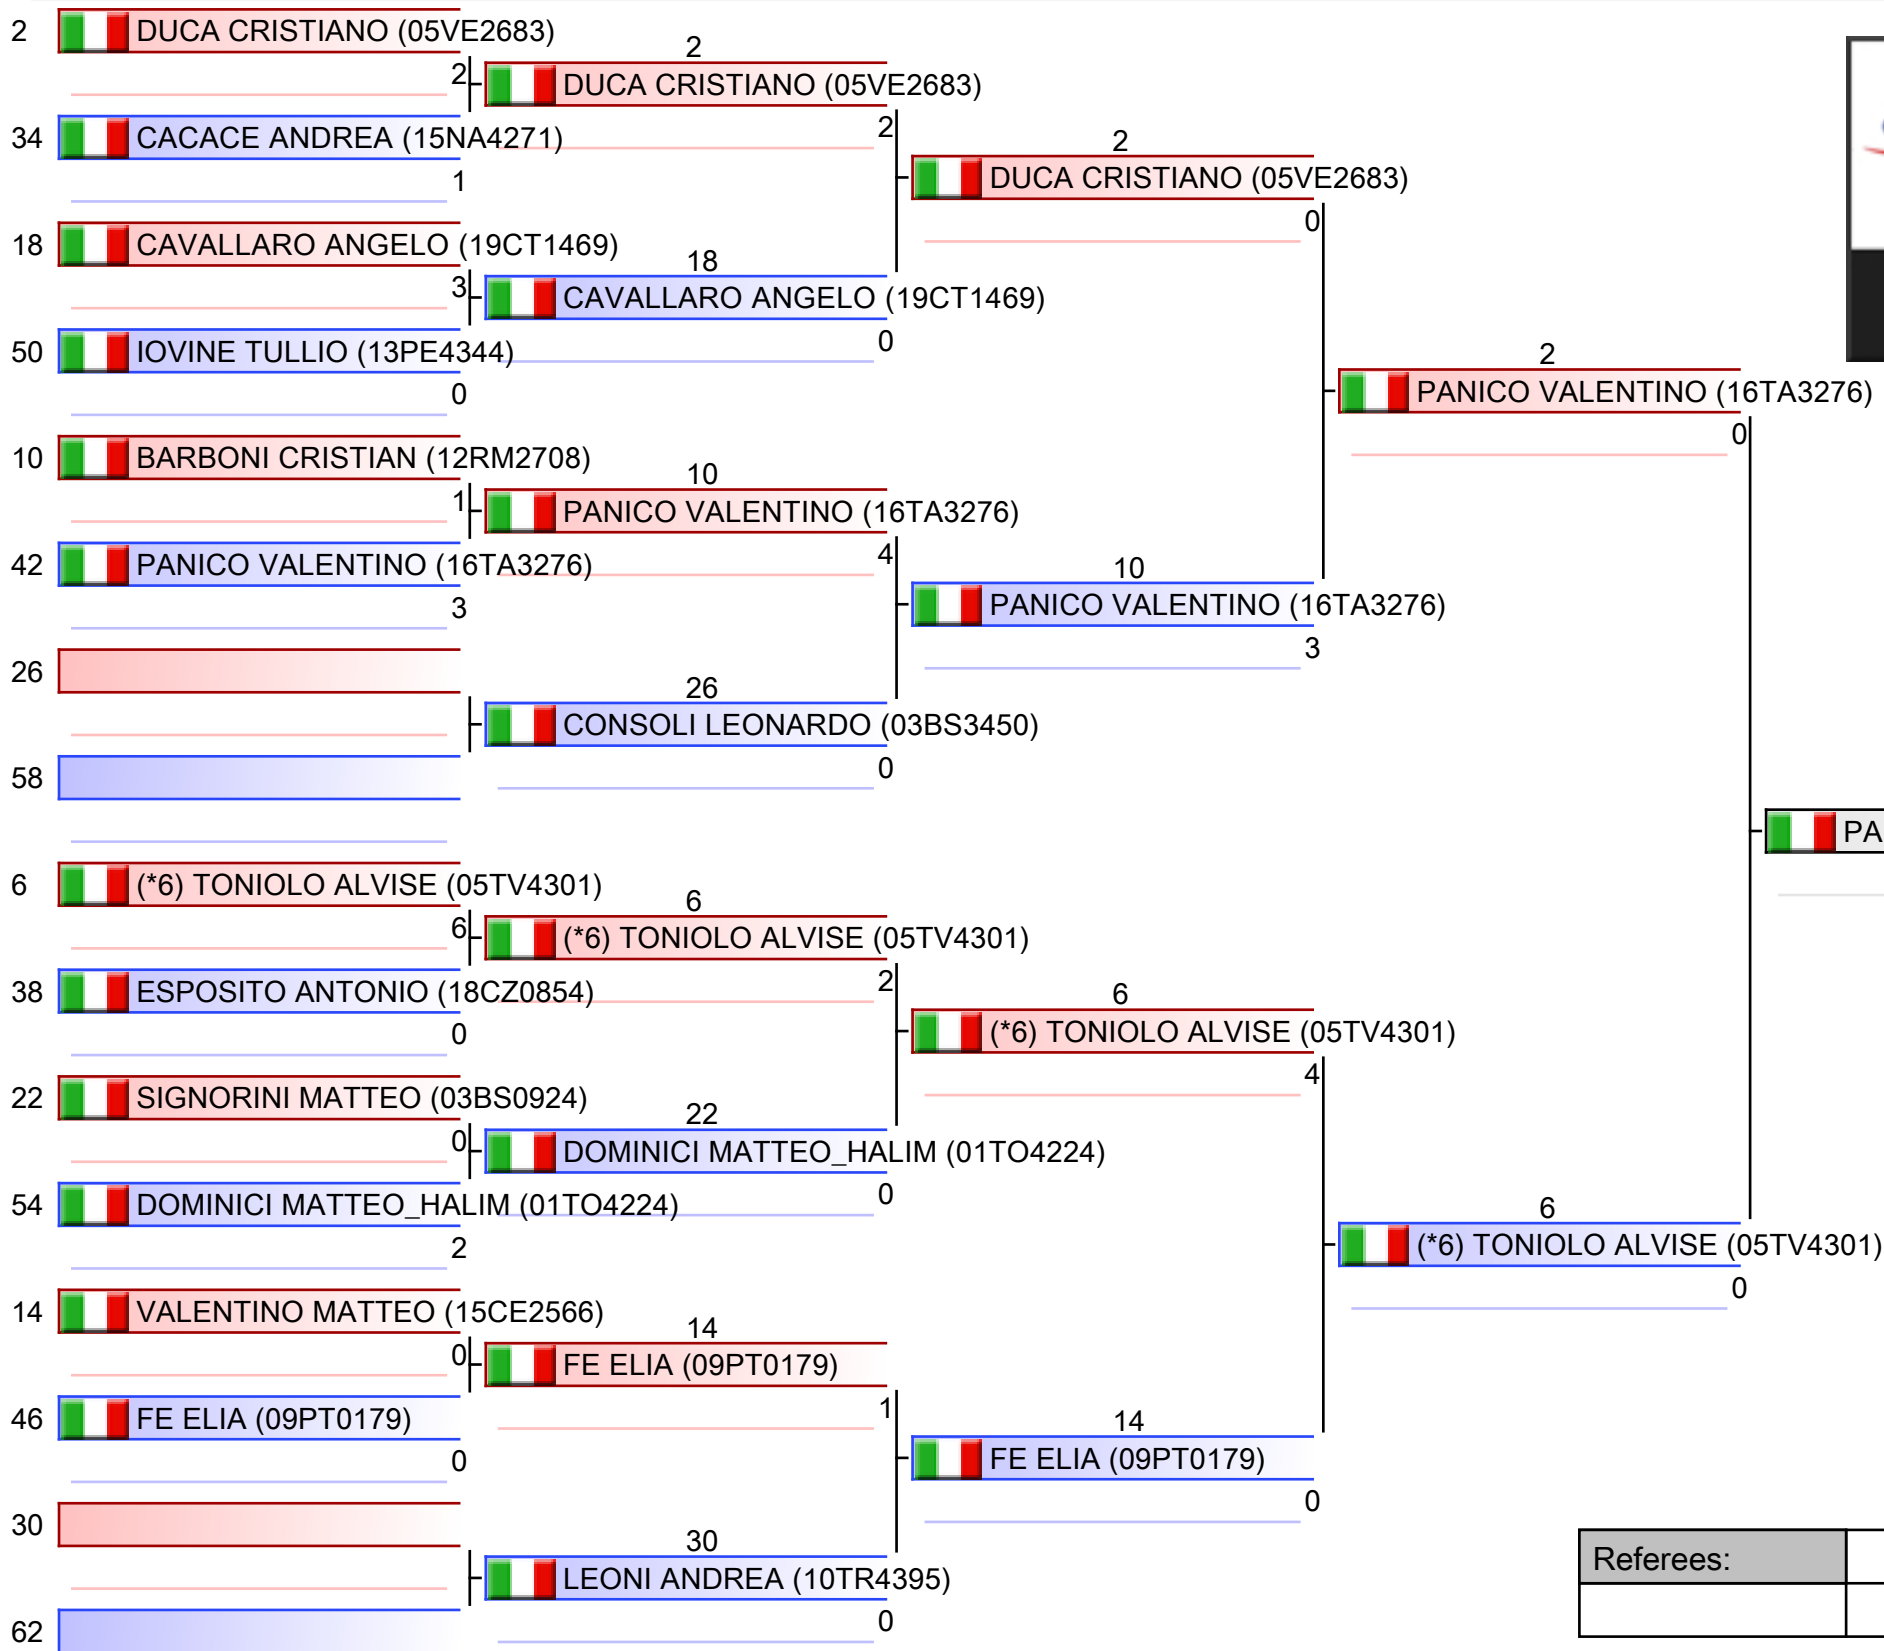 2 DUCA CRISTIANO (05VE2683)
2
2 DUCA CRISTIANO (05VE2683)
34 CACACE ANDREA (15NA4271)
2
2
DUCA CRISTIANO (05VE2683)
1
0
18 CAVALLARO ANGELO (19CT1469)
18
3 CAVALLARO ANGELO (19CT1469)
50 IOVINE TULLIO (13PE4344)
0
2
0
PANICO VALENTINO (16TA3276)
0
10 BARBONI CRISTIAN (12RM2708)
10
1 PANICO VALENTINO (16TA3276)
42 PANICO VALENTINO (16TA3276)
4
10
3
PANICO VALENTINO (16TA3276)
3
26
26
CONSOLI LEONARDO (03BS3450)
0
58
PA
6 (*6) TONIOLO ALVISE (05TV4301)
6
6 (*6) TONIOLO ALVISE (05TV4301)
38 ESPOSITO ANTONIO (18CZ0854)
2
6
0
(*6) TONIOLO ALVISE (05TV4301)
4
22 SIGNORINI MATTEO (03BS0924)
22
0 DOMINICI MATTEO_HALIM (01TO4224)
54 DOMINICI MATTEO_HALIM (01TO4224)
0
6
2
(*6) TONIOLO ALVISE (05TV4301)
0
14 VALENTINO MATTEO (15CE2566)
14
0 FE ELIA (09PT0179)
46 FE ELIA (09PT0179)
1
14
0
FE ELIA (09PT0179)
0
30
30
LEONI ANDREA (10TR4395)
0
62
Referees: